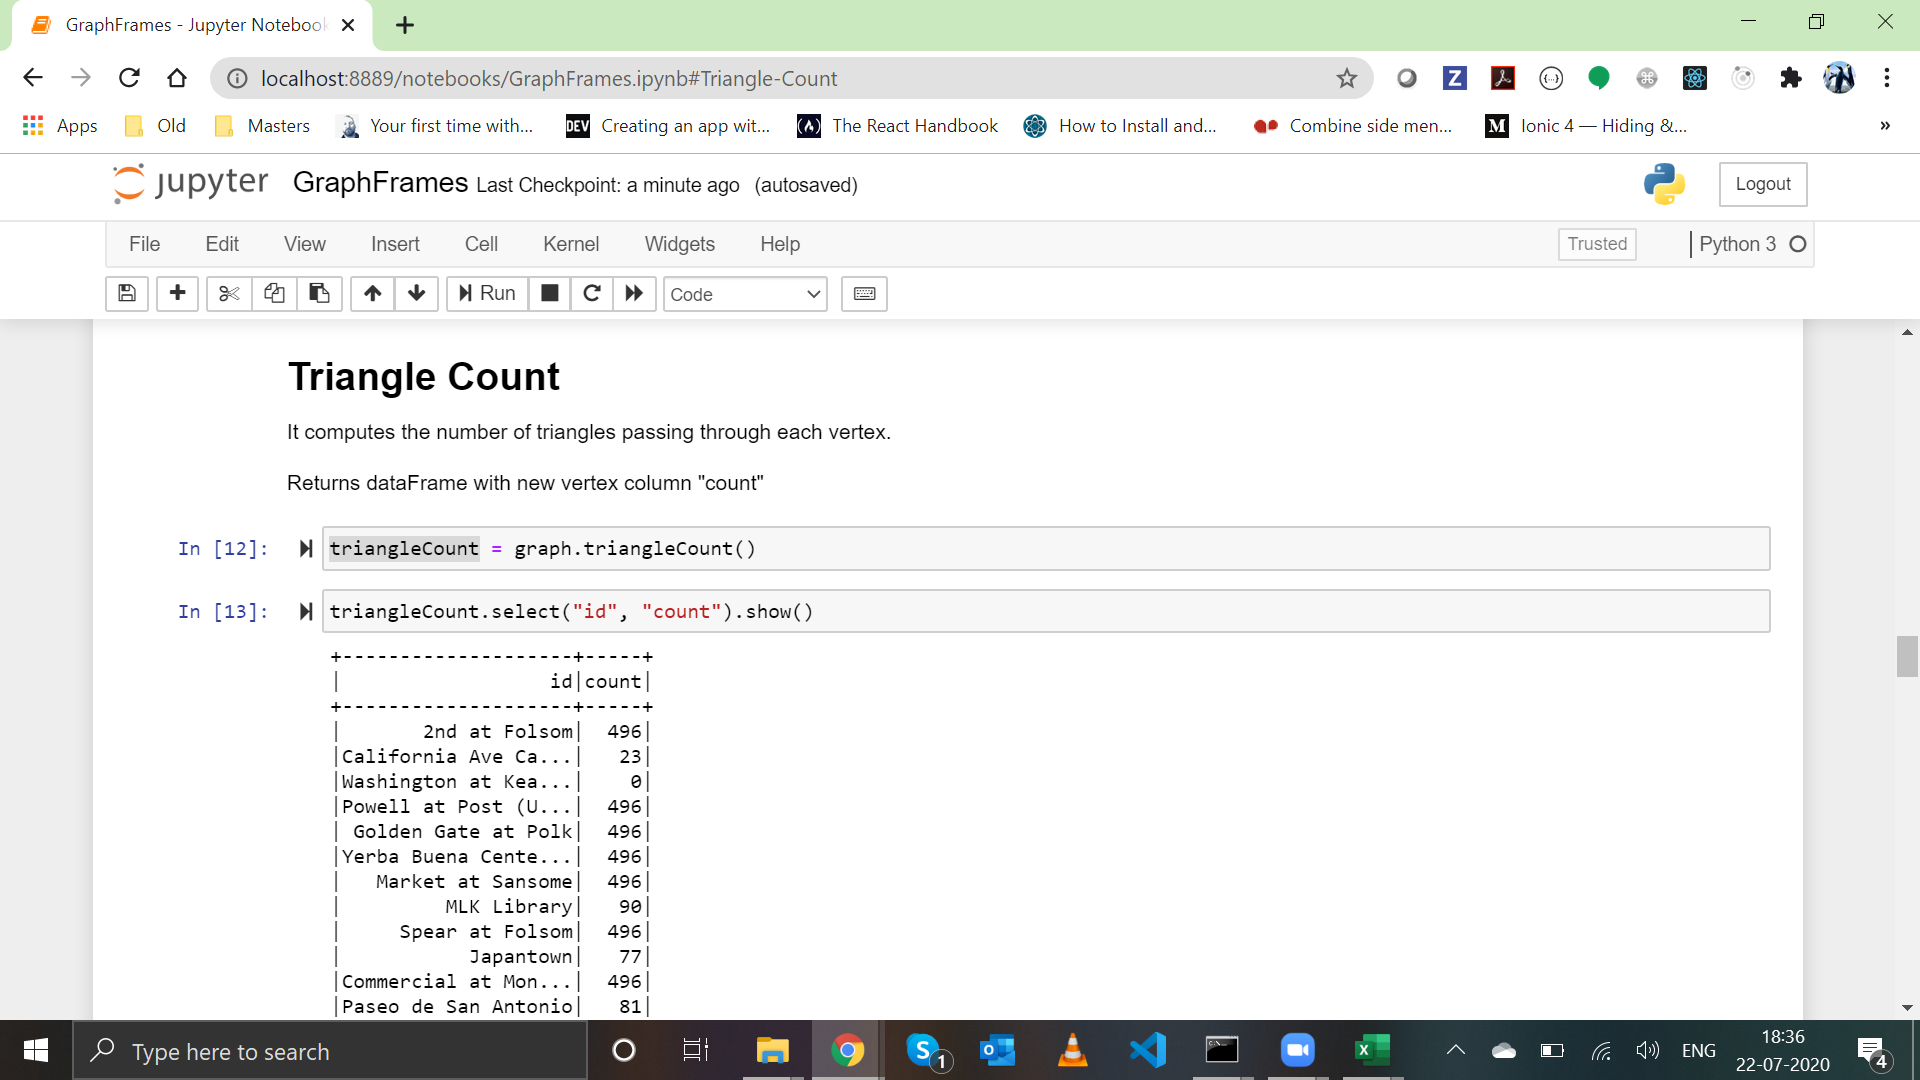 GraphFrames - Jupyter Notebook
localhost:8889/notebooks/GraphFrames.ipynb#Triangle-Count
Apps Old Masters Your first time with... DEV Creating an app wit... The React Handbook How to Install and... Combine side men... M Ionic 4 — Hiding &... »
jupyter GraphFrames Last Checkpoint: a minute ago (autosaved) Logout
File Edit View Insert Cell Kernel Widgets Help Trusted Python 3
Run Code
Triangle Count
It computes the number of triangles passing through each vertex.
Returns dataFrame with new vertex column "count"
In [12]: triangleCount = graph.triangleCount()
In [13]: triangleCount.select("id", "count").show()
+--------------------+-----+
|                  id|count|
+--------------------+-----+
|       2nd at Folsom|  496|
|California Ave Ca...|   23|
|Washington at Kea...|    0|
|Powell at Post (U...|  496|
| Golden Gate at Polk|  496|
|Yerba Buena Cente...|  496|
|   Market at Sansome|  496|
|         MLK Library|   90|
|     Spear at Folsom|  496|
|           Japantown|   77|
|Commercial at Mon...|  496|
|Paseo de San Antonio|   81|
Type here to search
S 1
ENG
18:36
22-07-2020
4